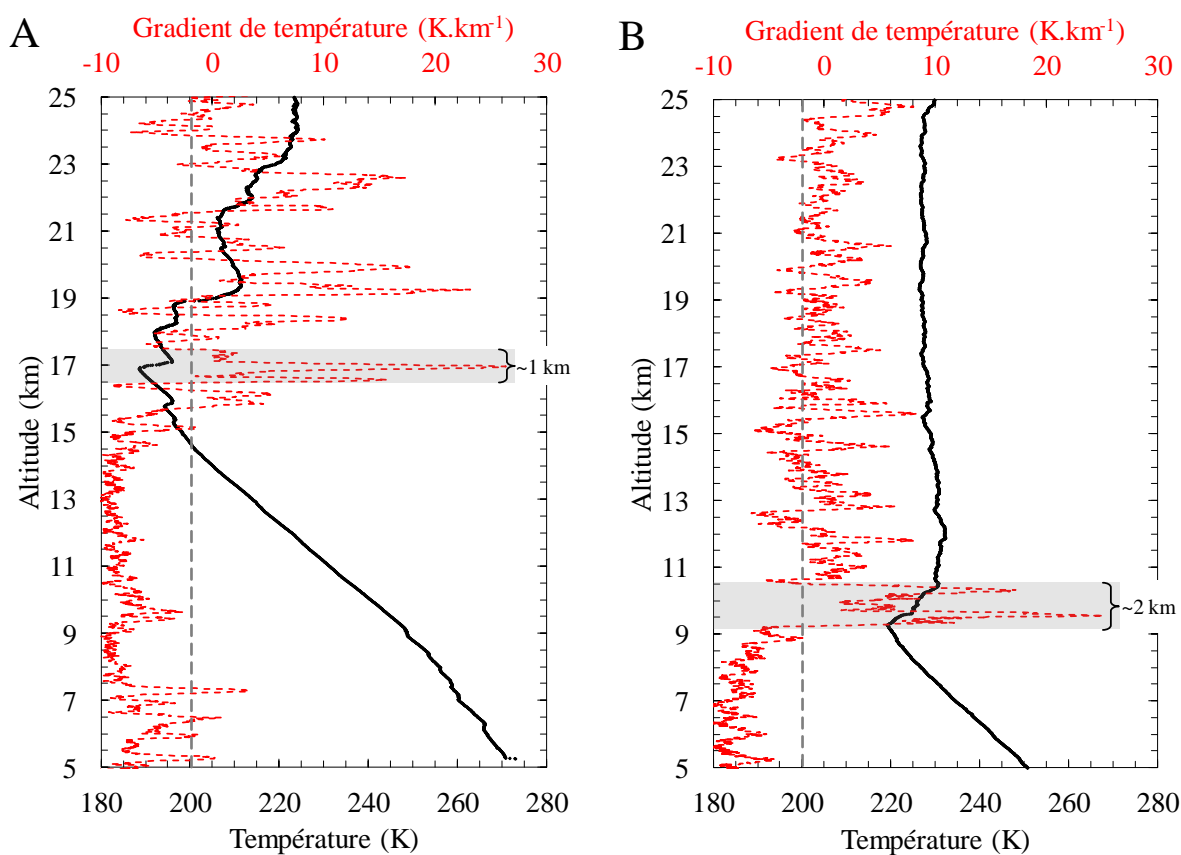 A
Gradient de température (K.km⁻¹)
-10 0 10 20 30
25
23
21
19
17
15
13
11
9
7
5
Altitude (km)
~1 km
180 200 220 240 260 280
Température (K)
B
Gradient de température (K.km⁻¹)
-10 0 10 20 30
25
23
21
19
17
15
13
11
9
7
5
Altitude (km)
~2 km
180 200 220 240 260 280
Température (K)